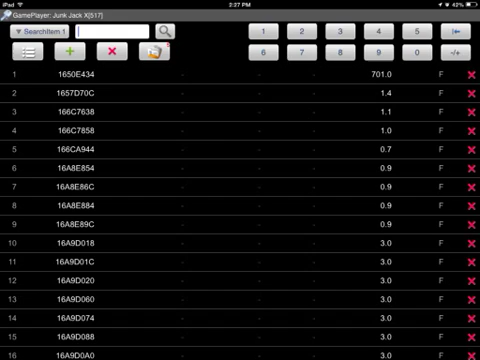 iPad 2:27 PM 42%
GamePlayer: Junk Jack X[517]
▼ SearchItem 1 1 2 3 4 5
6 7 8 9 0 -/+
1 1650E434 - - 701.0 F
2 1657D70C - - 1.4 F
3 166C7638 - - 1.1 F
4 166C7858 - - 1.0 F
5 166CA944 - - 0.7 F
6 16A8E854 - - 0.9 F
7 16A8E86C - - 0.9 F
8 16A8E884 - - 0.9 F
9 16A8E89C - - 0.9 F
10 16A9D018 - - 3.0 F
11 16A9D01C - - 3.0 F
12 16A9D020 - - 3.0 F
13 16A9D060 - - 3.0 F
14 16A9D074 - - 3.0 F
15 16A9D088 - - 3.0 F
16 16A9D0A0 - - 3.0 F